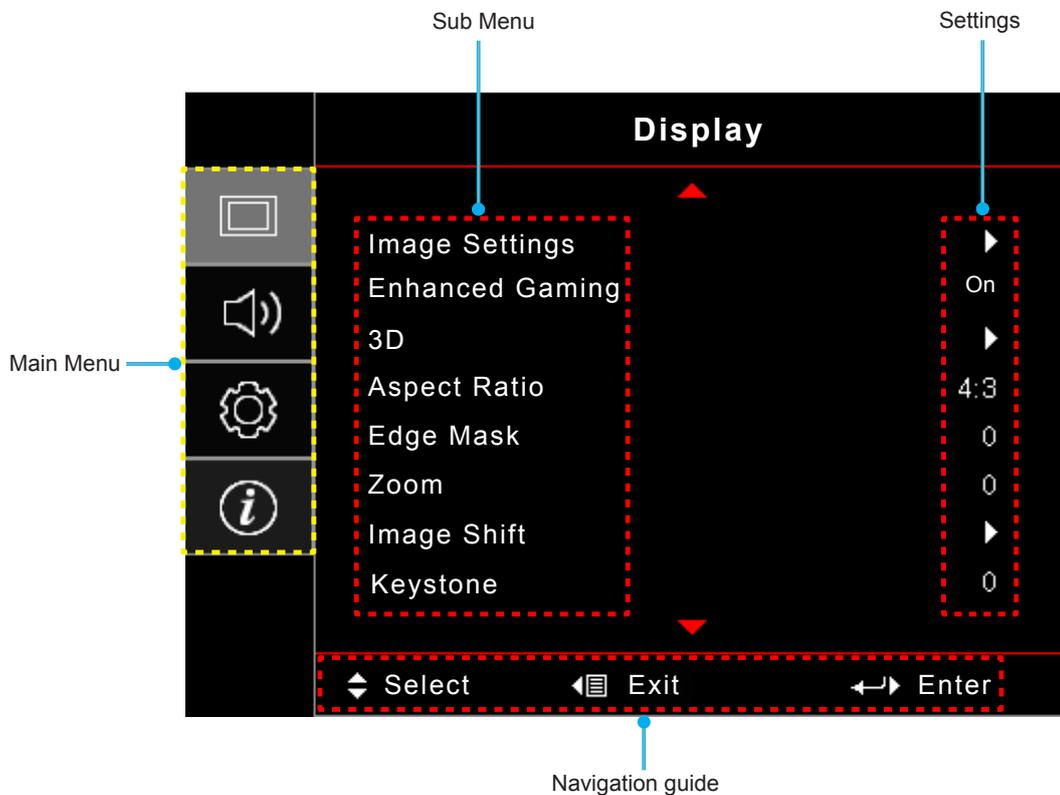 Sub Menu
Settings
Display
Image Settings
Enhanced Gaming
On
3D
Main Menu
Aspect Ratio
4:3
Edge Mask
0
Zoom
0
Image Shift
Keystone
0
Select
Exit
Enter
Navigation guide